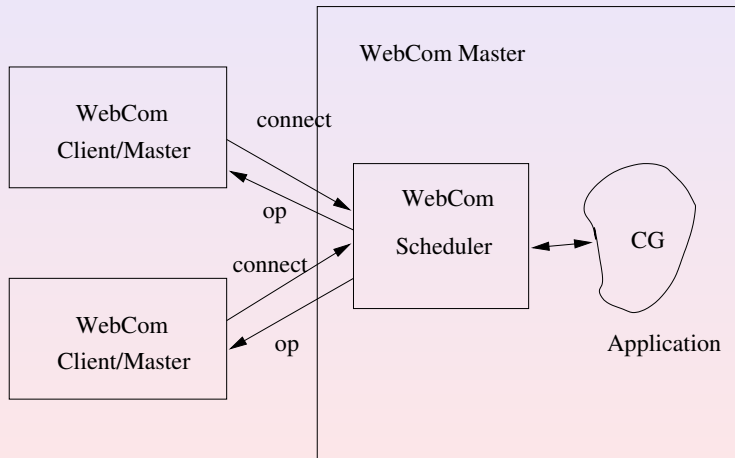 WebCom Master
WebCom
Client/Master
connect
op
WebCom
Scheduler
CG
Application
connect
op
WebCom
Client/Master